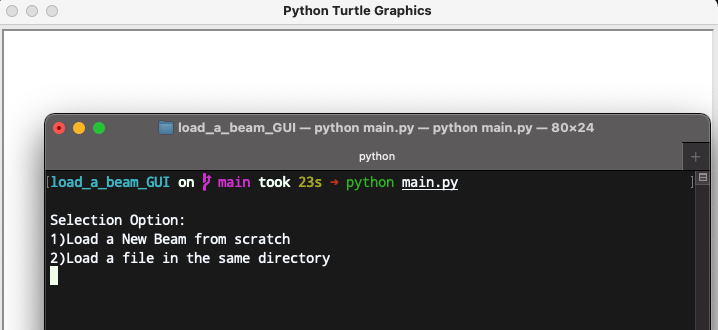 Python Turtle Graphics
load_a_beam_GUI — python main.py — python main.py — 80×24
python
load_a_beam_GUI on main took 23s → python main.py
Selection Option:
1)Load a New Beam from scratch
2)Load a file in the same directory